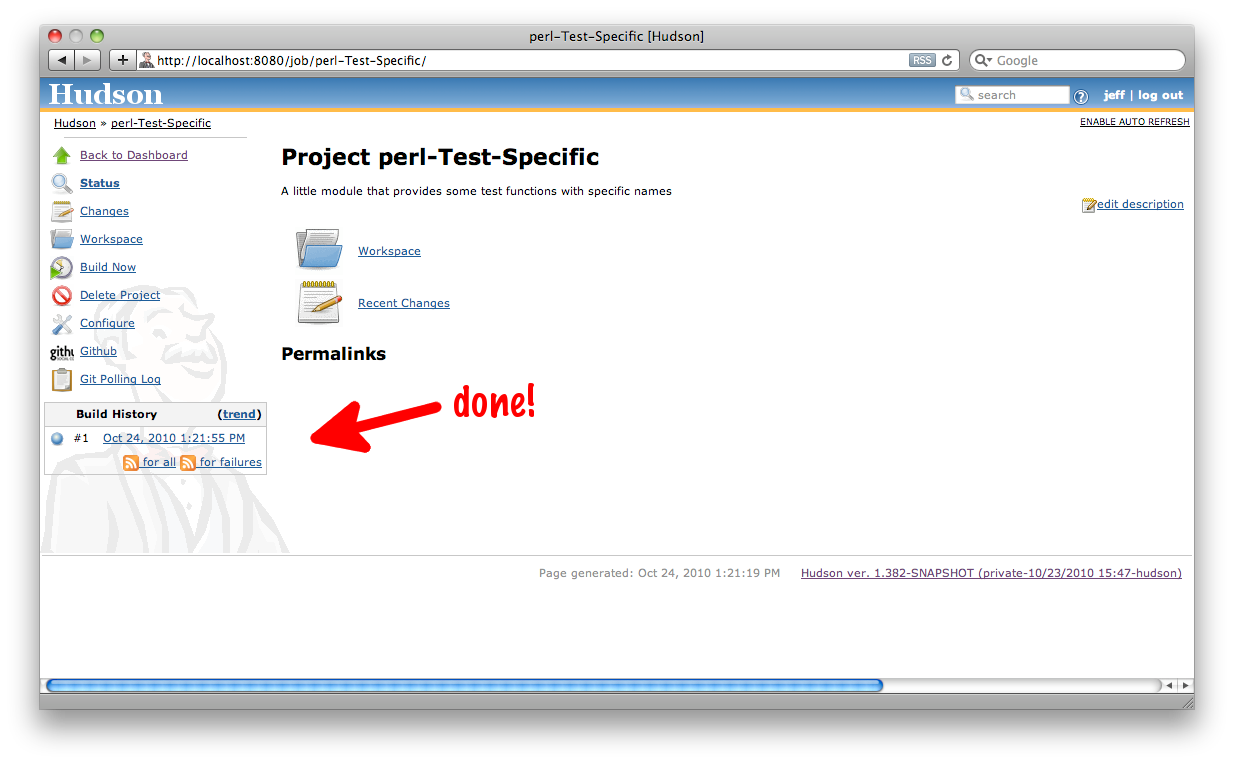 perl-Test-Specific [Hudson]
http://localhost:8080/job/perl-Test-Specific/ RSS Google
Hudson search ? jeff | log out
Hudson » perl-Test-Specific ENABLE AUTO REFRESH
Back to Dashboard
Status
Changes
Workspace
Build Now
Delete Project
Configure
Github
Git Polling Log
Build History (trend)
#1 Oct 24, 2010 1:21:55 PM
for all for failures
Project perl-Test-Specific
A little module that provides some test functions with specific names
edit description
Workspace
Recent Changes
Permalinks
done!
Page generated: Oct 24, 2010 1:21:19 PM Hudson ver. 1.382-SNAPSHOT (private-10/23/2010 15:47-hudson)